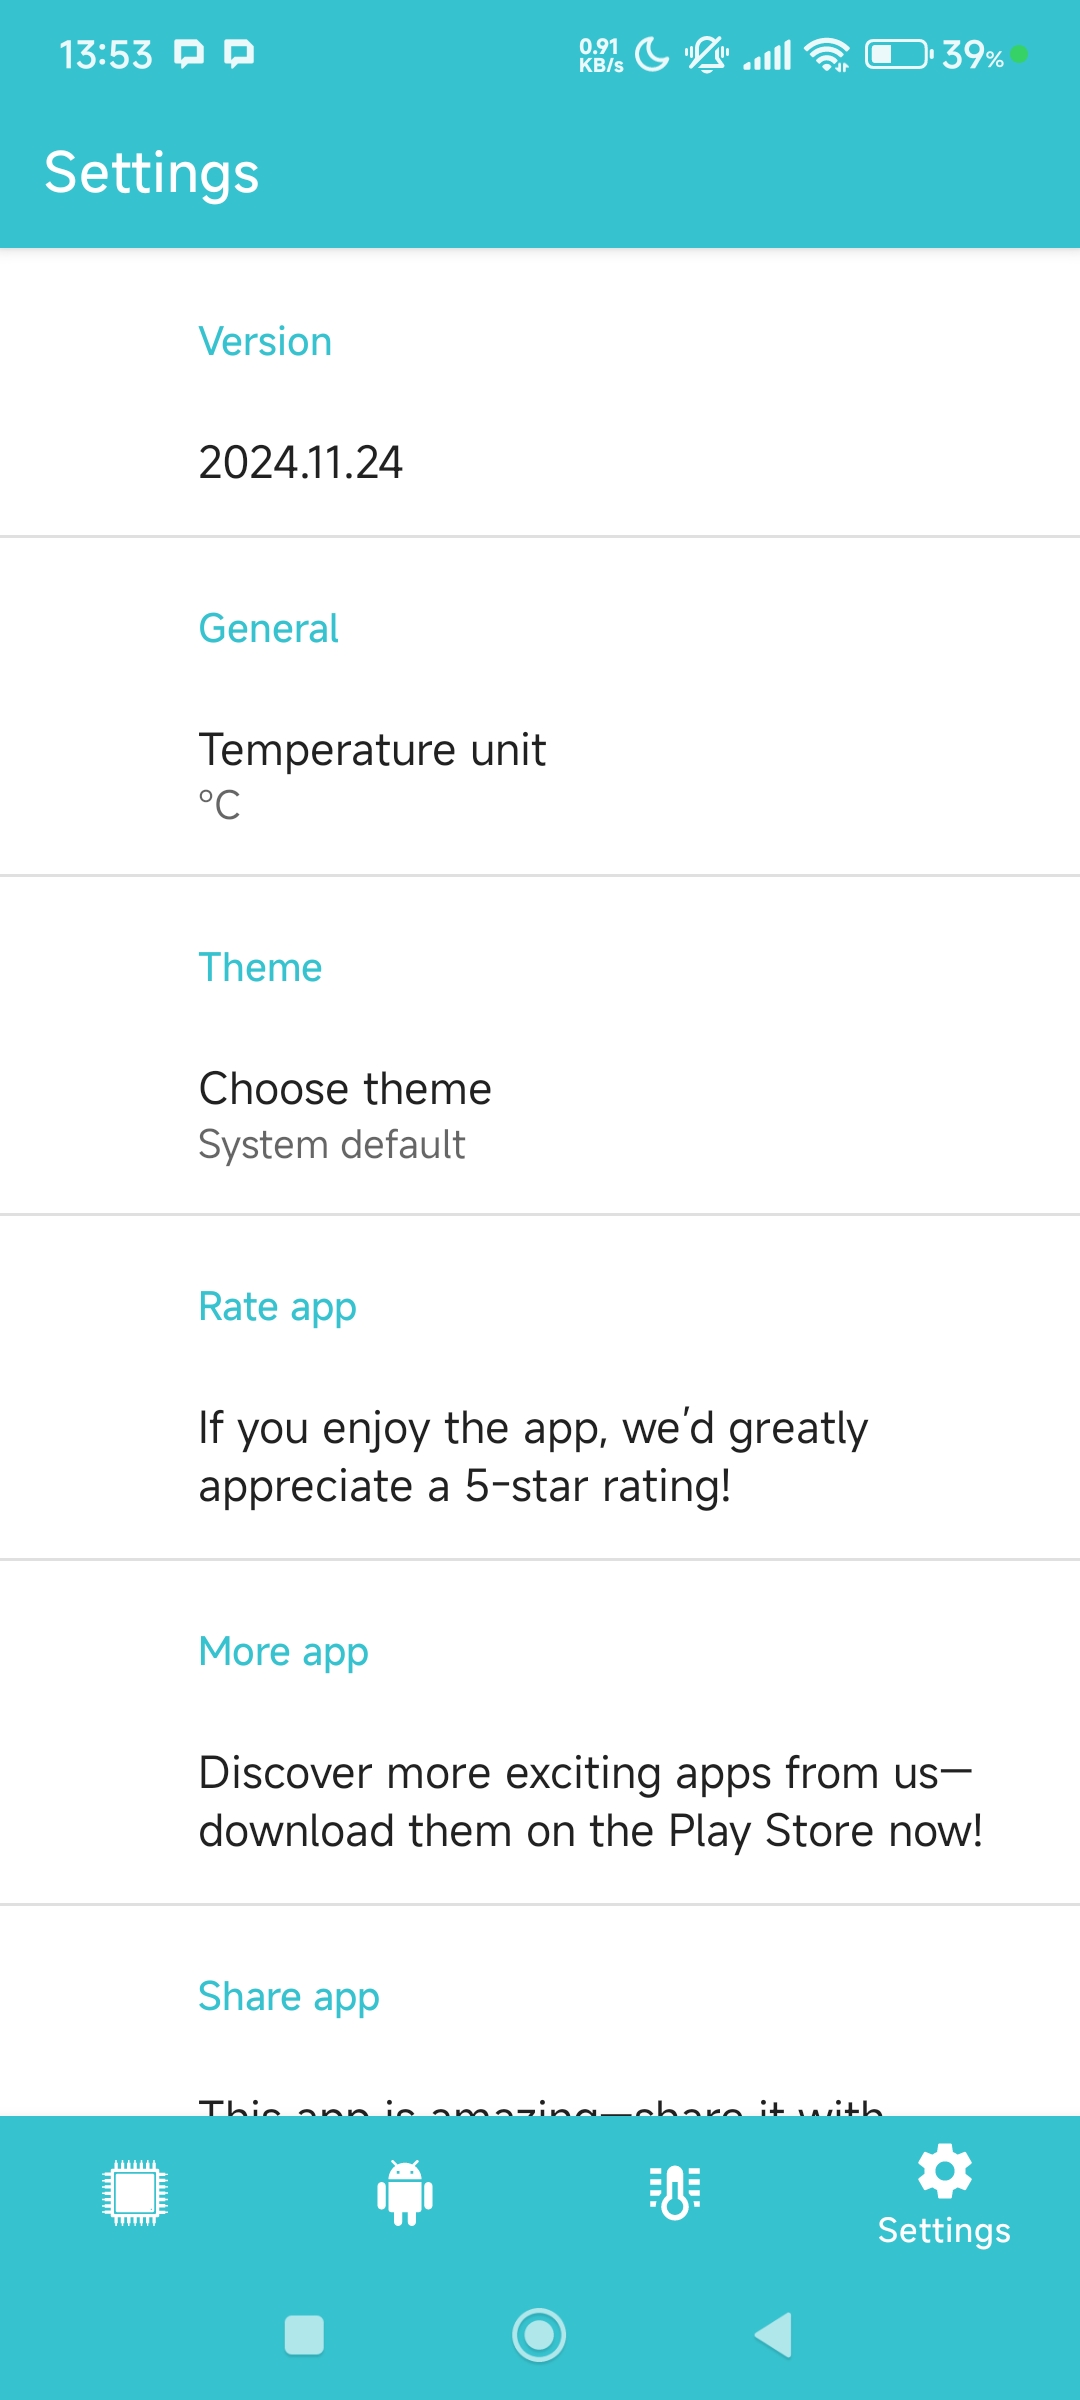 13:53
0.91
KB/s
39%
Settings
Version
2024.11.24
General
Temperature unit
°C
Theme
Choose theme
System default
Rate app
If you enjoy the app, we'd greatly
appreciate a 5-star rating!
More app
Discover more exciting apps from us—
download them on the Play Store now!
Share app
This app is amazing—share it with
Settings